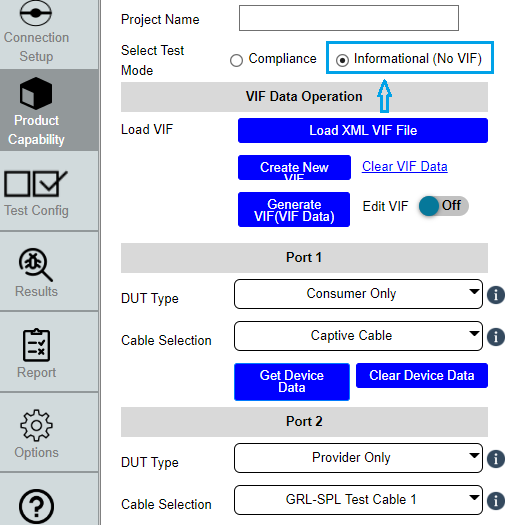 Connection
Setup
Product
Capability
Test Config
Results
Report
Options
Project Name
Select Test
Mode
Compliance
Informational (No VIF)
VIF Data Operation
Load VIF
Load XML VIF File
Create New
VIF
Clear VIF Data
Generate
VIF(VIF Data)
Edit VIF
Off
Port 1
DUT Type
Consumer Only
Cable Selection
Captive Cable
Get Device
Data
Clear Device Data
Port 2
DUT Type
Provider Only
Cable Selection
GRL-SPL Test Cable 1